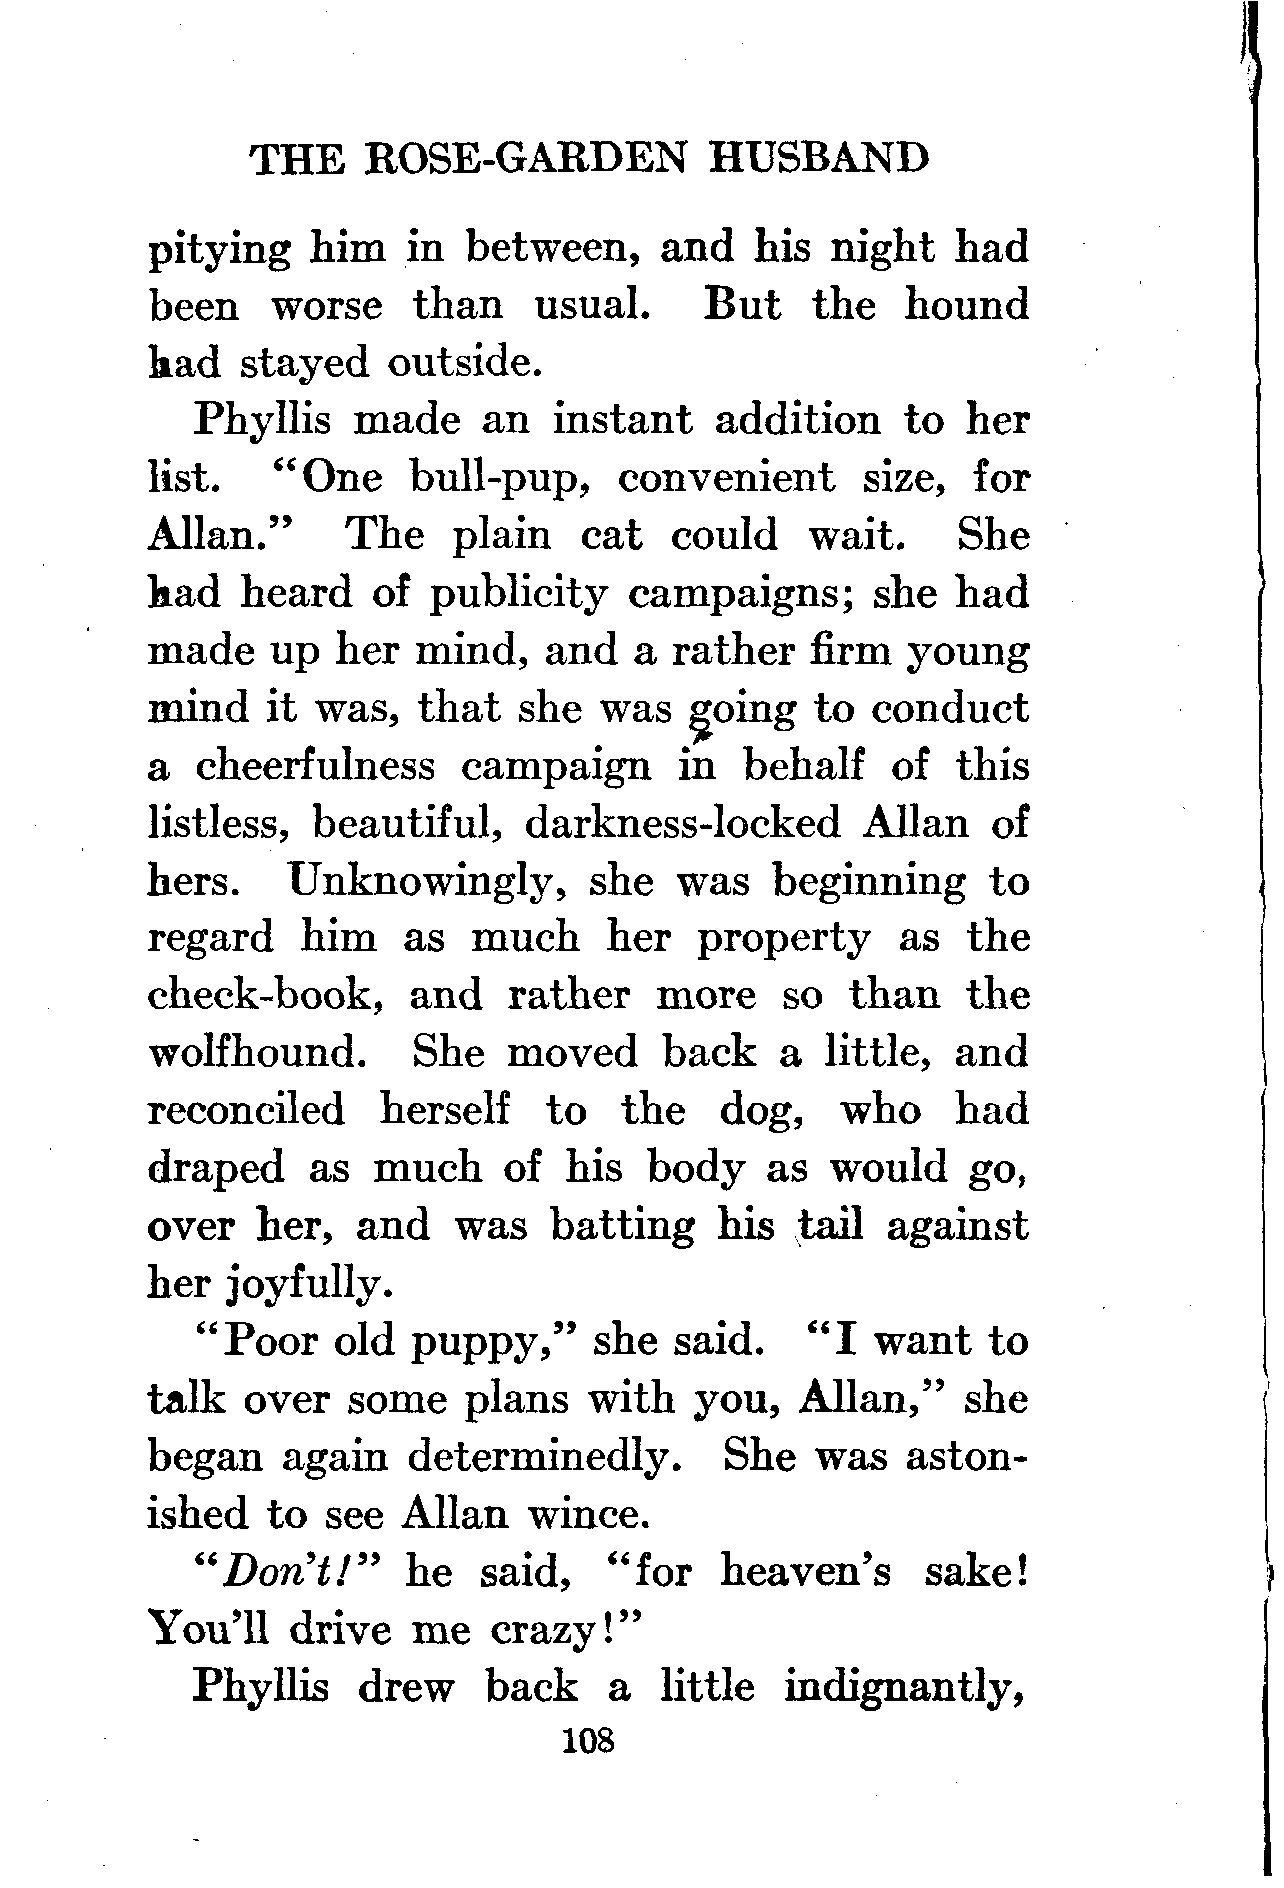 THE ROSE-GARDEN HUSBAND
pitying him in between, and his night had
been worse than usual. But the hound
had stayed outside.
Phyllis made an instant addition to her
list. “One bull-pup, convenient size, for
Allan.” The plain cat could wait. She
had heard of publicity campaigns; she had
made up her mind, and a rather firm young
mind it was, that she was going to conduct
a cheerfulness campaign in behalf of this
listless, beautiful, darkness-locked Allan of
hers. Unknowingly, she was beginning to
regard him as much her property as the
check-book, and rather more so than the
wolfhound. She moved back a little, and
reconciled herself to the dog, who had
draped as much of his body as would go,
over her, and was batting his tail against
her joyfully.
“Poor old puppy,” she said. “I want to
talk over some plans with you, Allan,” she
began again determinedly. She was aston-
ished to see Allan wince.
“Don’t!” he said, “for heaven’s sake!
You’ll drive me crazy!”
Phyllis drew back a little indignantly,
108